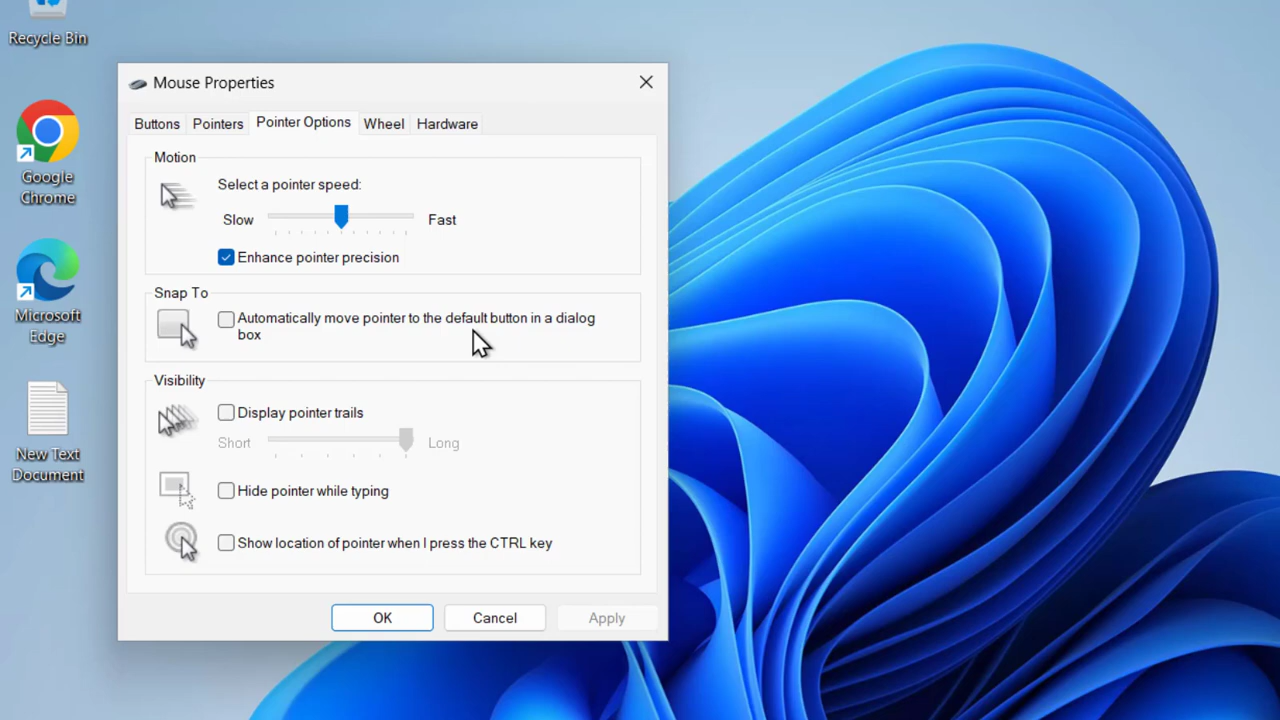 Recycle Bin
Google
Chrome
Microsoft
Edge
New Text
Document
Mouse Properties
Buttons
Pointers
Pointer Options
Wheel
Hardware
Motion
Select a pointer speed:
Slow
Fast
Enhance pointer precision
Snap To
Automatically move pointer to the default button in a dialog
box
Visibility
Display pointer trails
Short
Long
Hide pointer while typing
Show location of pointer when I press the CTRL key
OK
Cancel
Apply